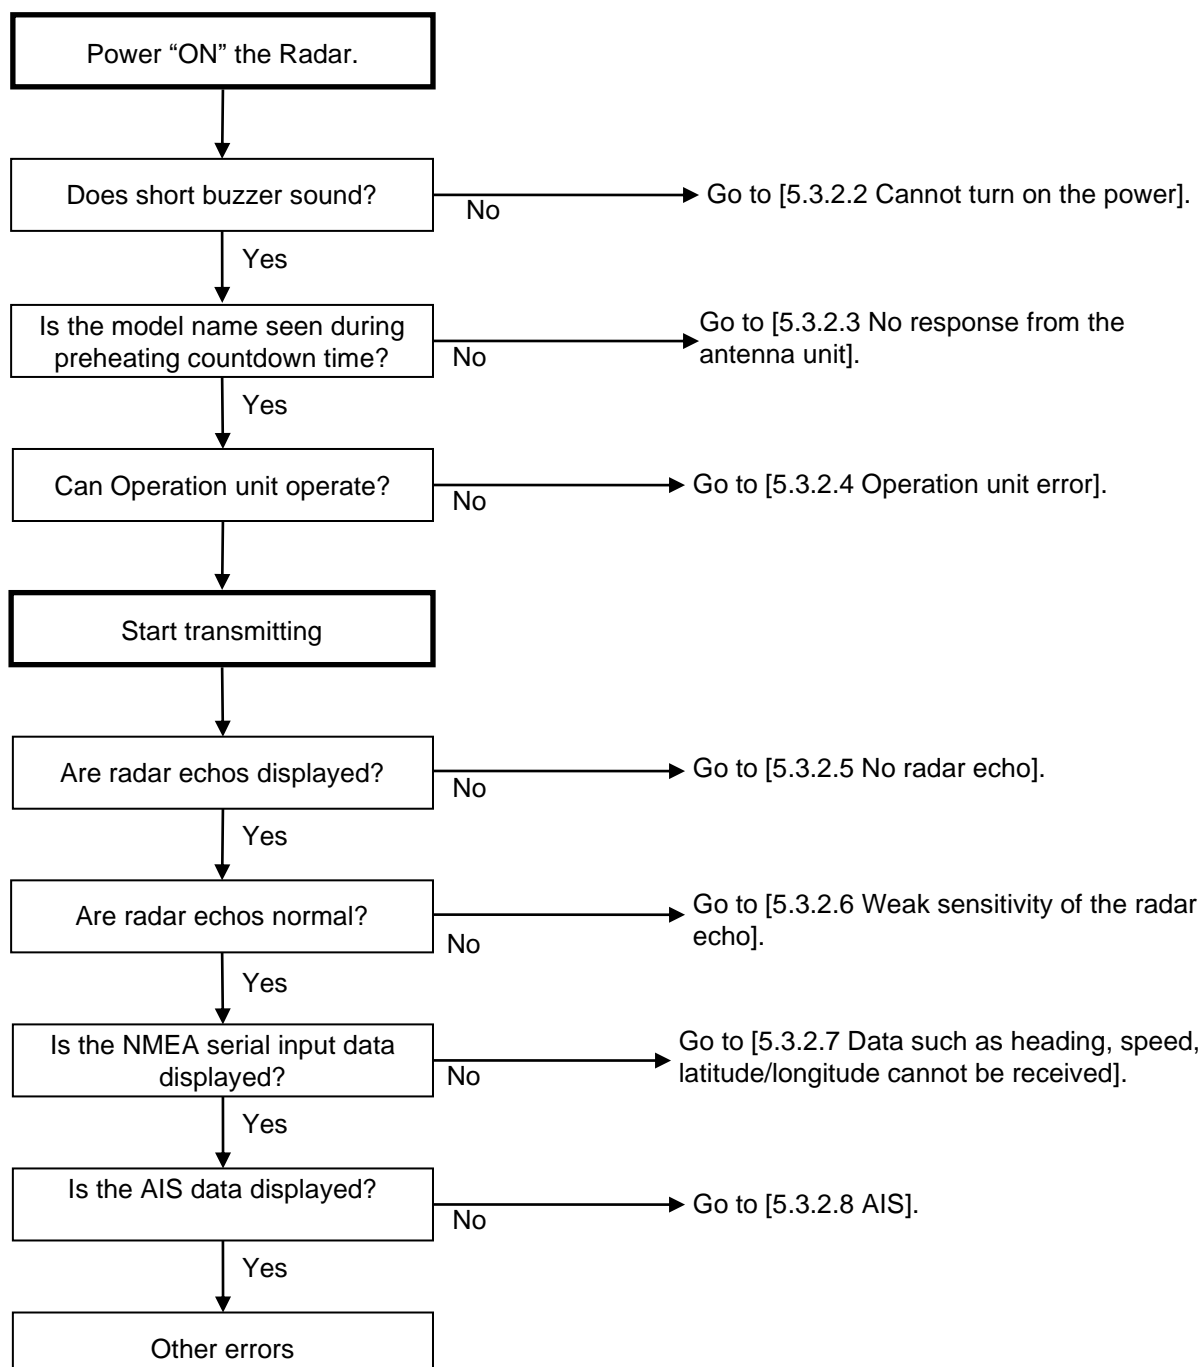 Power “ON” the Radar.
Does short buzzer sound?
No
Go to [5.3.2.2 Cannot turn on the power].
Yes
Is the model name seen during
preheating countdown time?
No
Go to [5.3.2.3 No response from the
antenna unit].
Yes
Can Operation unit operate?
No
Go to [5.3.2.4 Operation unit error].
Start transmitting
Are radar echos displayed?
No
Go to [5.3.2.5 No radar echo].
Yes
Are radar echos normal?
No
Go to [5.3.2.6 Weak sensitivity of the radar
echo].
Yes
Is the NMEA serial input data
displayed?
No
Go to [5.3.2.7 Data such as heading, speed,
latitude/longitude cannot be received].
Yes
Is the AIS data displayed?
No
Go to [5.3.2.8 AIS].
Yes
Other errors